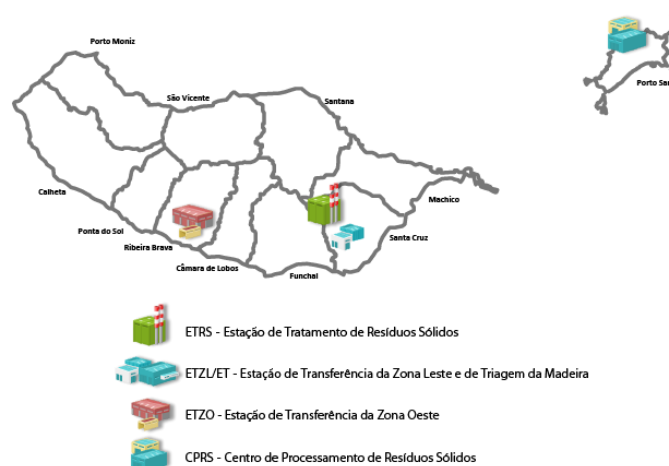 Porto Moniz
São Vicente
Santana
Porto
Calheta
Machico
Ponta do Sol
Santa Cruz
Ribeira Brava
Câmara de Lobos
Funchal
ETRS - Estação de Tratamento de Resíduos Sólidos
ETZL/ET - Estação de Transferência da Zona Leste e de Triagem da Madeira
ETZO - Estação de Transferência da Zona Oeste
CPRS - Centro de Processamento de Resíduos Sólidos